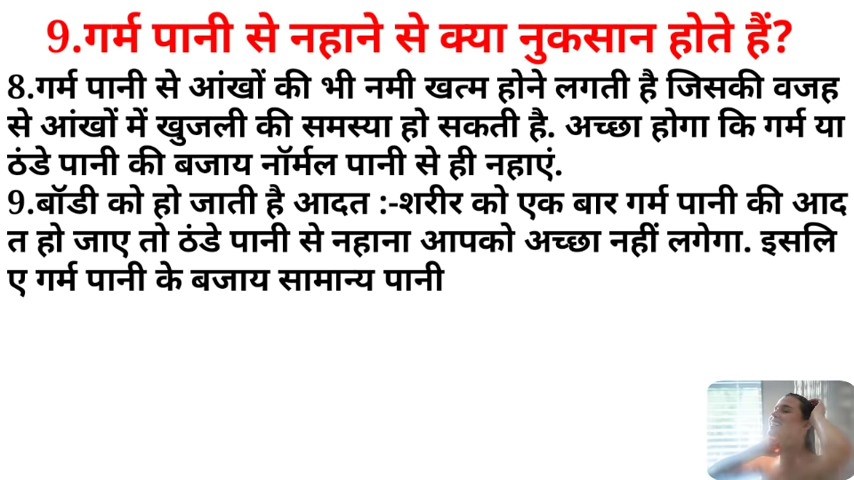 9.गर्म पानी से नहाने से क्या नुकसान होते हैं?
8.गर्म पानी से आंखों की भी नमी खत्म होने लगती है जिसकी वजह
से आंखों में खुजली की समस्या हो सकती है. अच्छा होगा कि गर्म या
ठंडे पानी की बजाय नॉर्मल पानी से ही नहाएं.
9.बॉडी को हो जाती है आदत :-शरीर को एक बार गर्म पानी की आद
त हो जाए तो ठंडे पानी से नहाना आपको अच्छा नहीं लगेगा. इसलि
ए गर्म पानी के बजाय सामान्य पानी